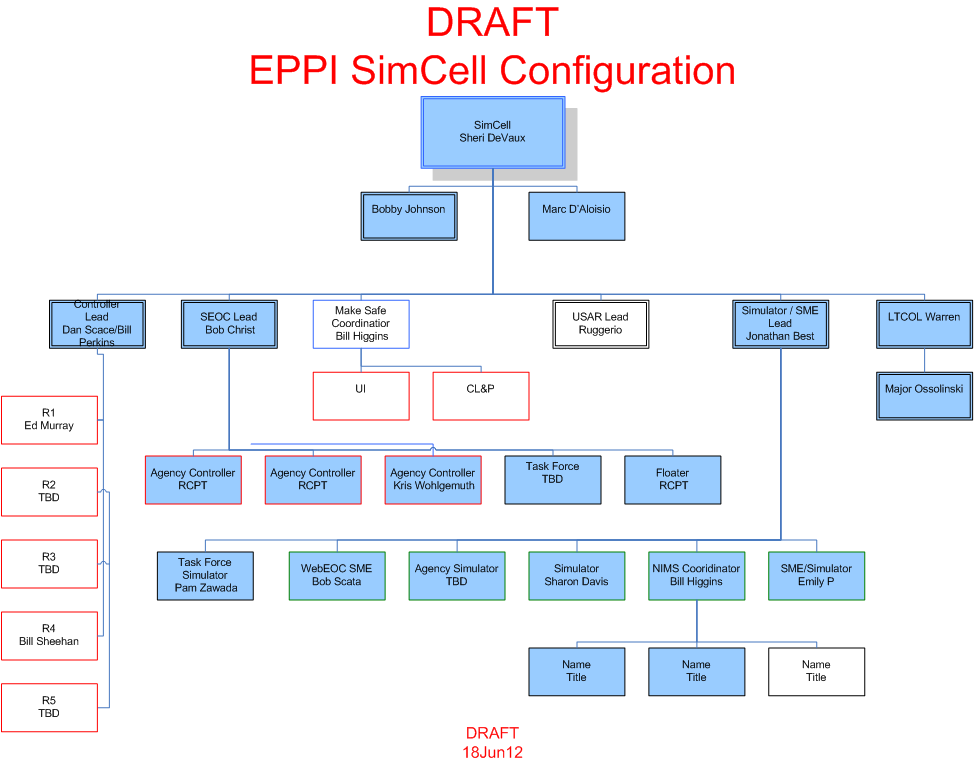 DRAFT
EPPI SimCell Configuration
SimCell
Sheri DeVaux
Bobby Johnson
Marc D'Aloisio
Controller
Lead
Dan Scace/Bill
Perkins
SEOC Lead
Bob Christ
Make Safe
Coordinatior
Bill Higgins
USAR Lead
Ruggerio
Simulator / SME
Lead
Jonathan Best
LTCOL Warren
UI
CL&P
Major Ossolinski
R1
Ed Murray
Agency Controller
RCPT
Agency Controller
RCPT
Agency Controller
Kris Wohlgemuth
Task Force
TBD
Floater
RCPT
R2
TBD
R3
TBD
Task Force
Simulator
Pam Zawada
WebEOC SME
Bob Scata
Agency Simulator
TBD
Simulator
Sharon Davis
NIMS Cooridinator
Bill Higgins
SME/Simulator
Emily P
R4
Bill Sheehan
Name
Title
Name
Title
Name
Title
R5
TBD
DRAFT
18Jun12